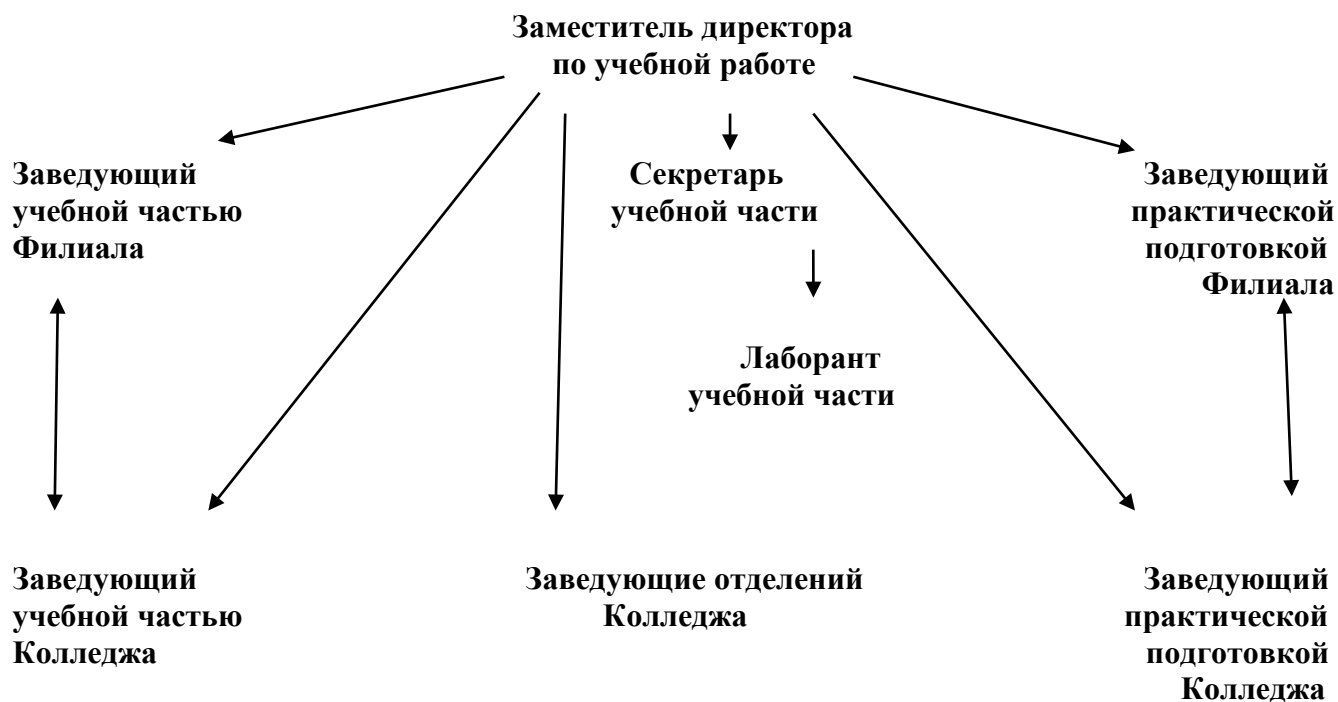 Заместитель директора
по учебной работе
Заведующий
учебной частью
Филиала
Секретарь
учебной части
Заведующий
практической
подготовкой
Филиала
Лаборант
учебной части
Заведующий
учебной частью
Колледжа
Заведующие отделений
Колледжа
Заведующий
практической
подготовкой
Колледжа